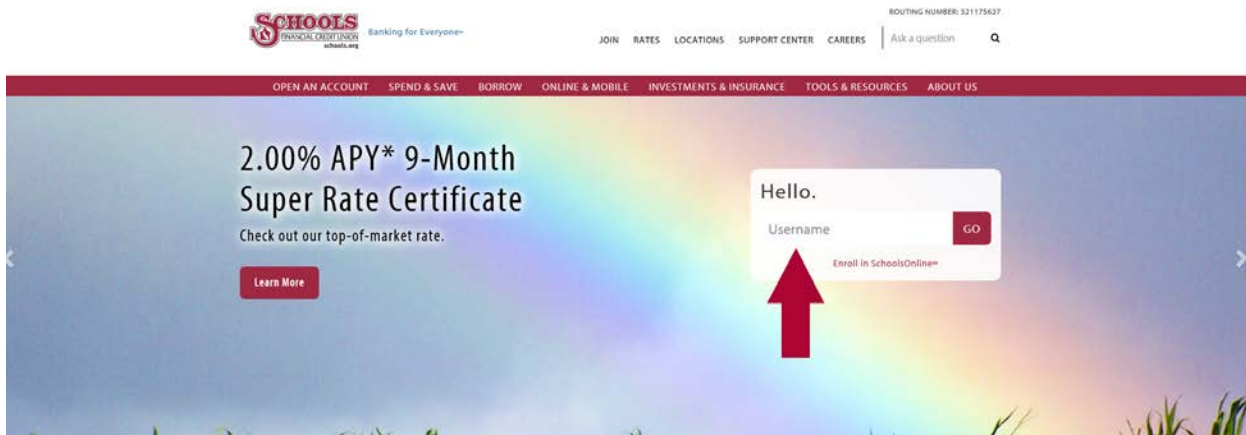 ROUTING NUMBER: 321175627
SCHOOLS
FINANCIAL CREDIT UNION
schools.org
Banking for Everyone℠
JOIN RATES LOCATIONS SUPPORT CENTER CAREERS Ask a question
OPEN AN ACCOUNT SPEND & SAVE BORROW ONLINE & MOBILE INVESTMENTS & INSURANCE TOOLS & RESOURCES ABOUT US
2.00% APY* 9-Month
Super Rate Certificate
Check out our top-of-market rate.
Learn More
Hello.
Username GO
Enroll in SchoolsOnline℠